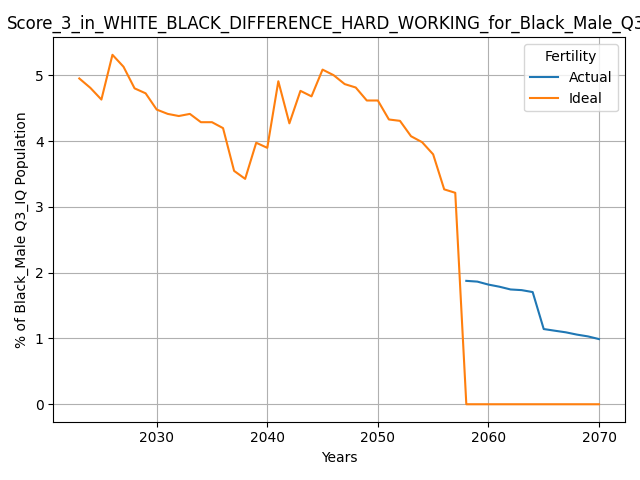 Score_3_in_WHITE_BLACK_DIFFERENCE_HARD_WORKING_for_Black_Male_Q3
% of Black_Male Q3_IQ Population
5
4
3
2
1
0
Fertility
Actual
Ideal
2030 2040 2050 2060 2070
Years